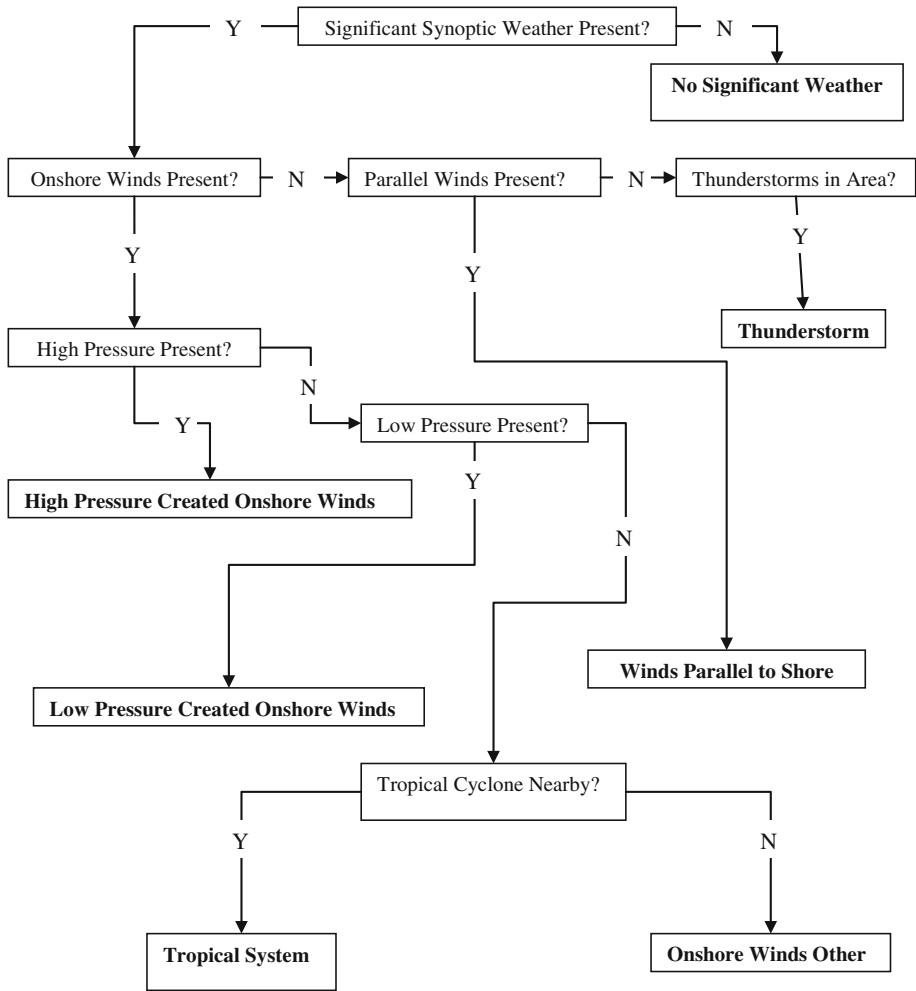 Significant Synoptic Weather Present?
Y
N
No Significant Weather
Onshore Winds Present?
N
Parallel Winds Present?
N
Thunderstorms in Area?
Y
Y
Y
Thunderstorm
High Pressure Present?
N
Y
Low Pressure Present?
Y
High Pressure Created Onshore Winds
N
Winds Parallel to Shore
Low Pressure Created Onshore Winds
Tropical Cyclone Nearby?
Y
N
Tropical System
Onshore Winds Other